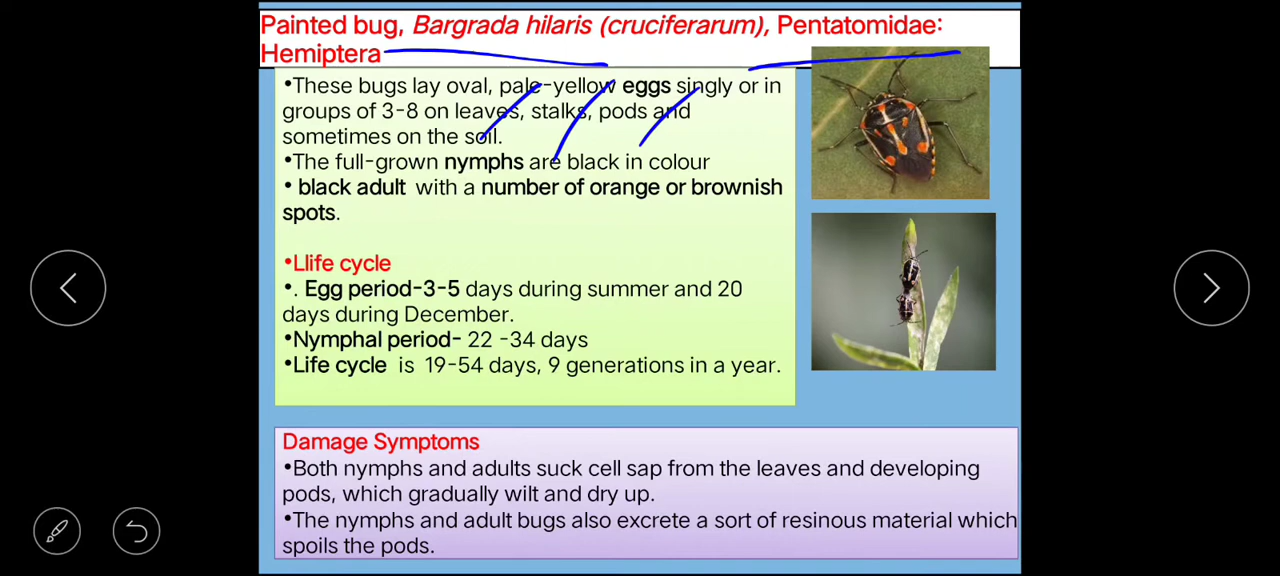 Painted bug, Bargrada hilaris (cruciferarum), Pentatomidae:
Hemiptera
•These bugs lay oval, pale-yellow eggs singly or in
groups of 3-8 on leaves, stalks, pods and
sometimes on the soil.
•The full-grown nymphs are black in colour
• black adult with a number of orange or brownish
spots.
•Llife cycle
•. Egg period-3-5 days during summer and 20
days during December.
•Nymphal period- 22 -34 days
•Life cycle is 19-54 days, 9 generations in a year.
Damage Symptoms
•Both nymphs and adults suck cell sap from the leaves and developing
pods, which gradually wilt and dry up.
•The nymphs and adult bugs also excrete a sort of resinous material which
spoils the pods.